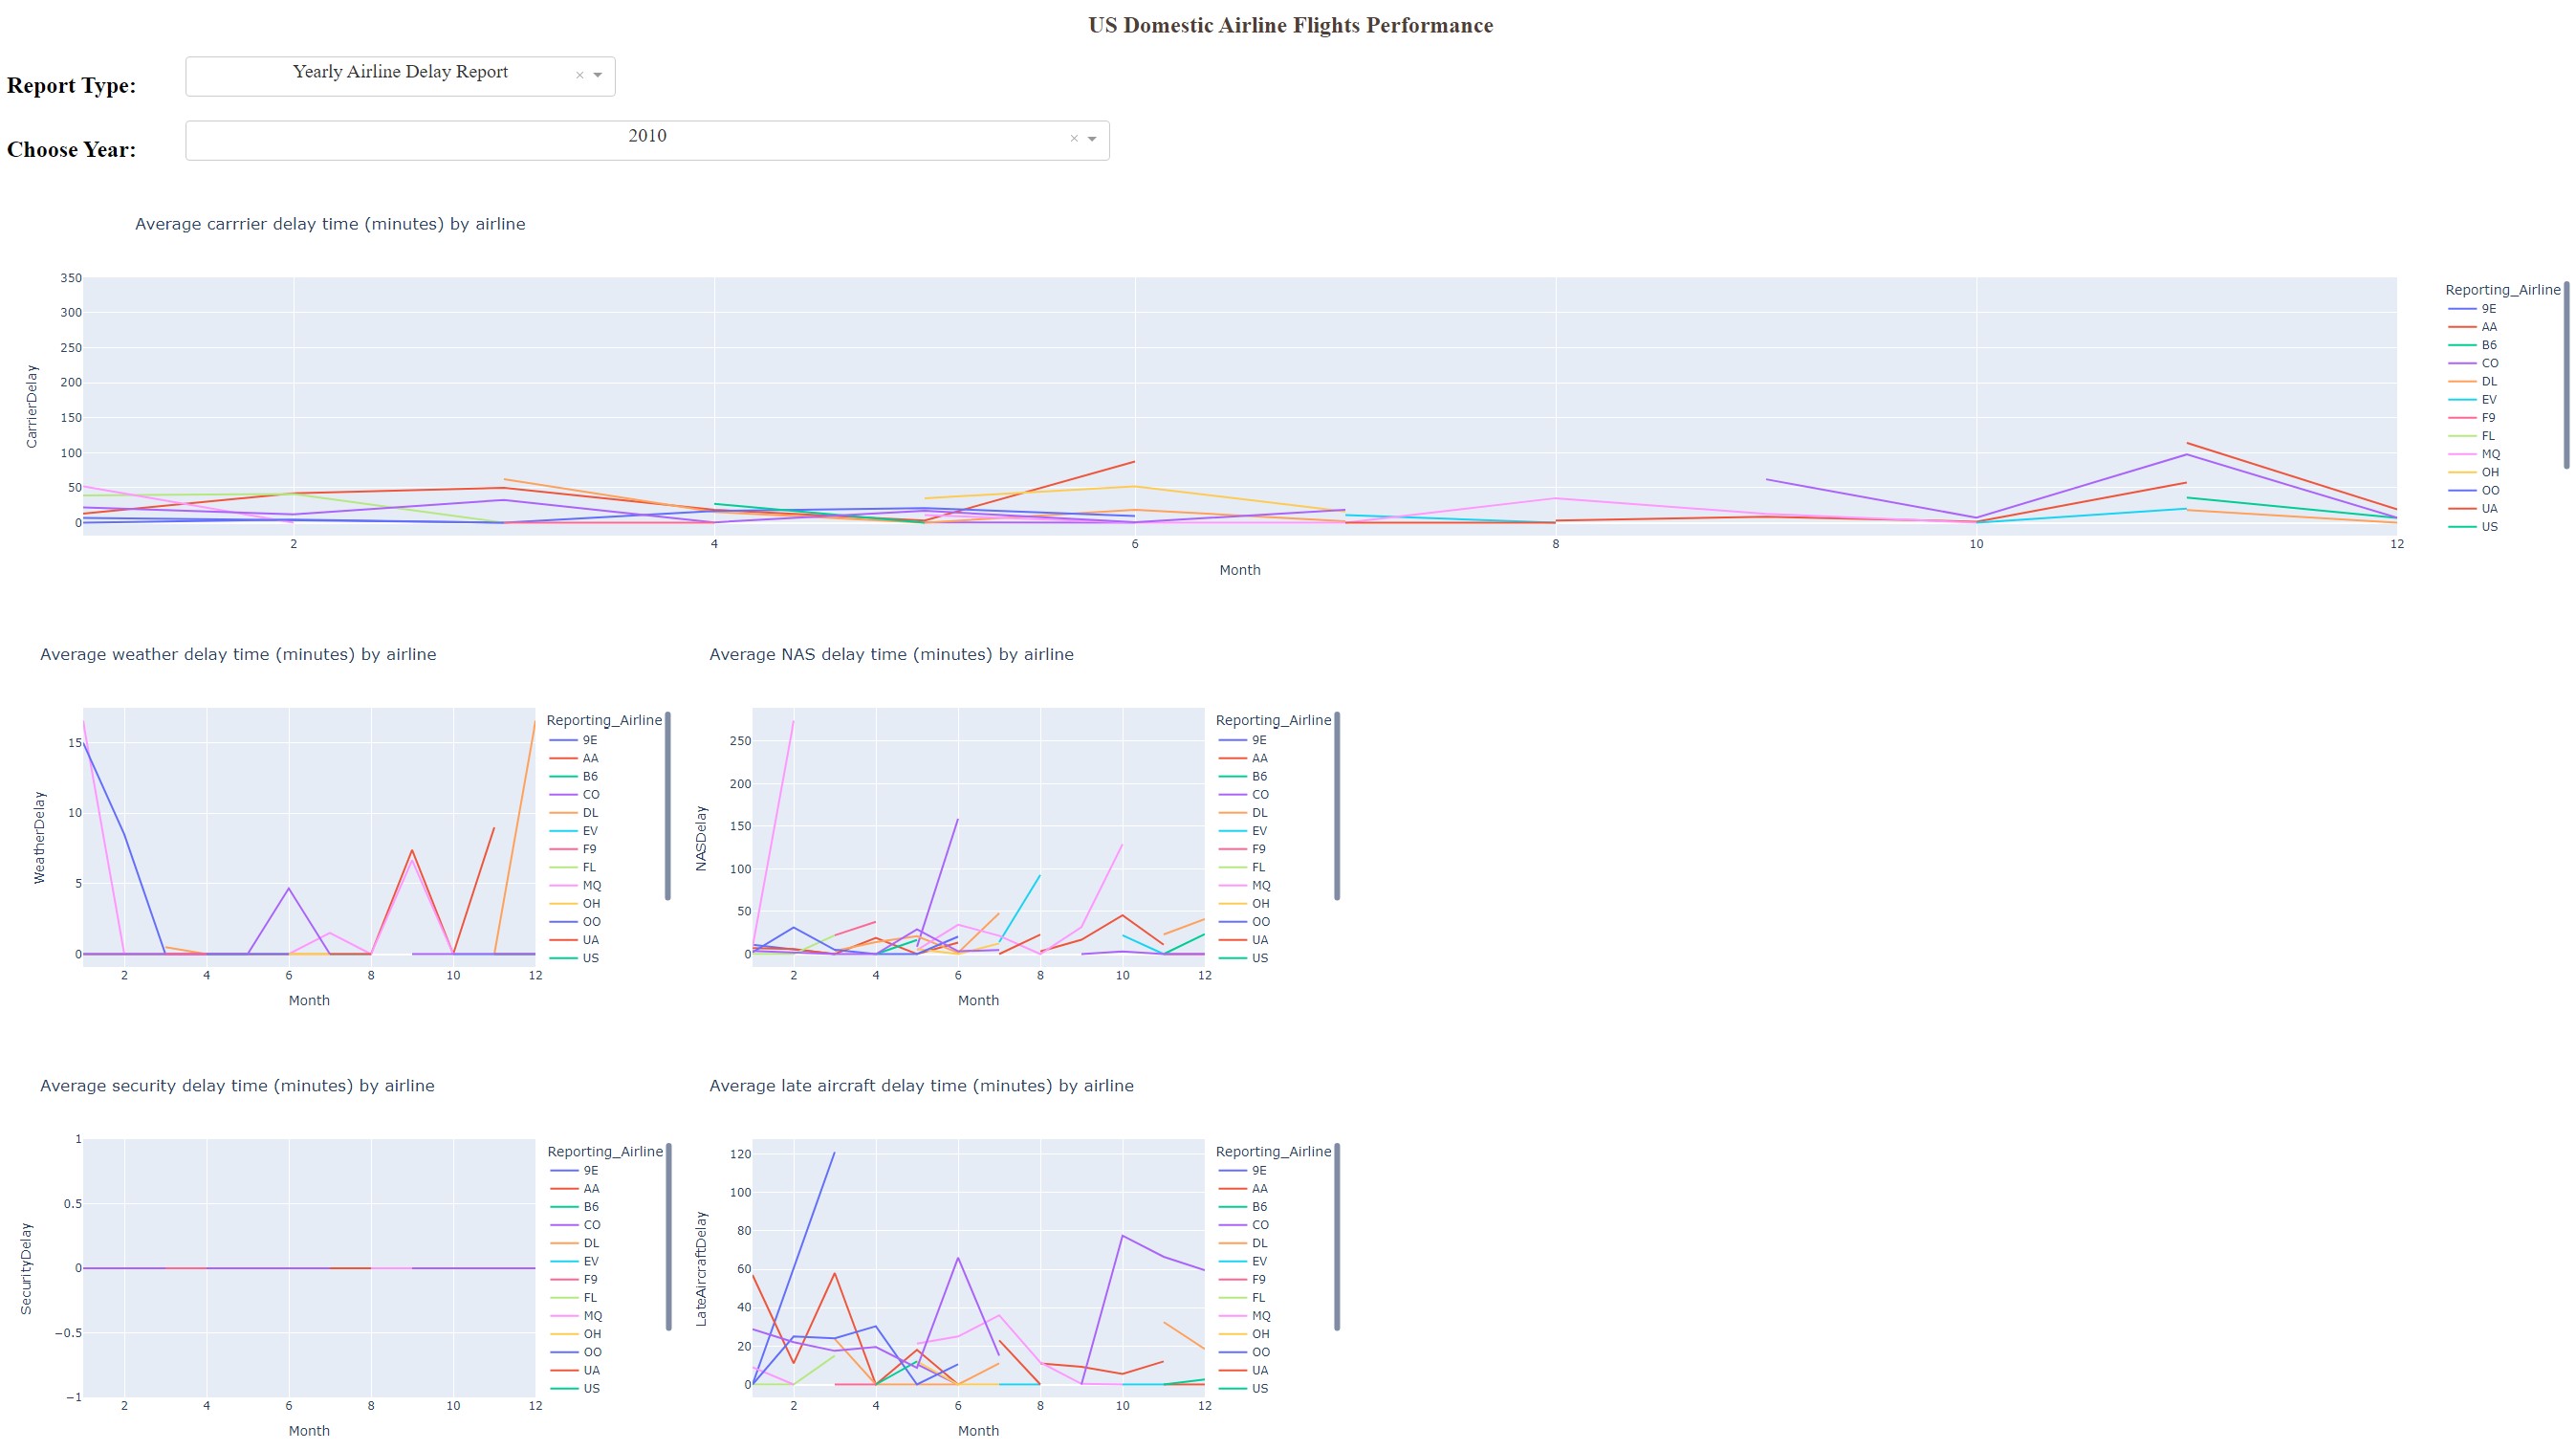 US Domestic Airline Flights Performance
Report Type:
Yearly Airline Delay Report
×
Choose Year:
2010
×
Average carrrier delay time (minutes) by airline
CarrierDelay
350
300
250
200
150
100
50
0
2
4
6
8
10
12
Month
Reporting_Airline
9E
AA
B6
CO
DL
EV
F9
FL
MQ
OH
OO
UA
US
Average weather delay time (minutes) by airline
WeatherDelay
15
10
5
0
2
4
6
8
10
12
Month
Reporting_Airline
9E
AA
B6
CO
DL
EV
F9
FL
MQ
OH
OO
UA
US
Average NAS delay time (minutes) by airline
NASDelay
250
200
150
100
50
0
2
4
6
8
10
12
Month
Reporting_Airline
9E
AA
B6
CO
DL
EV
F9
FL
MQ
OH
OO
UA
US
Average security delay time (minutes) by airline
SecurityDelay
1
0.5
0
−0.5
−1
2
4
6
8
10
12
Month
Reporting_Airline
9E
AA
B6
CO
DL
EV
F9
FL
MQ
OH
OO
UA
US
Average late aircraft delay time (minutes) by airline
LateAircraftDelay
120
100
80
60
40
20
0
2
4
6
8
10
12
Month
Reporting_Airline
9E
AA
B6
CO
DL
EV
F9
FL
MQ
OH
OO
UA
US